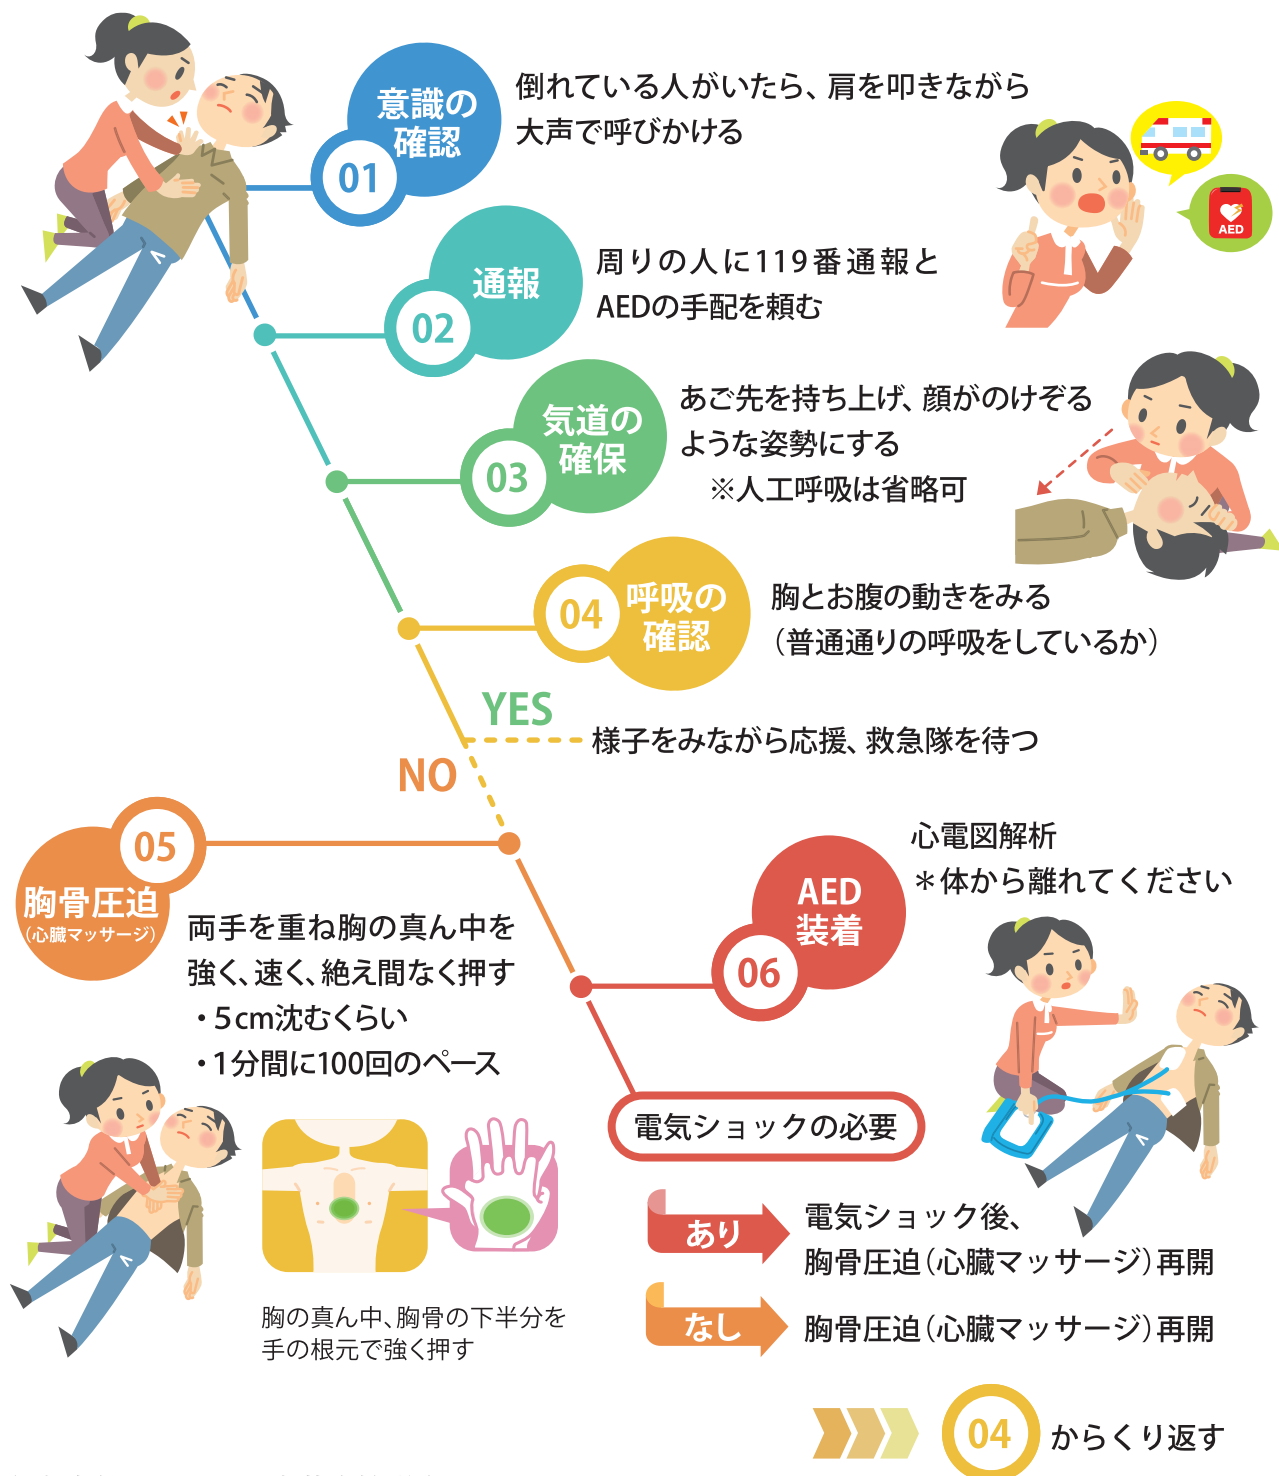 意識の
確認
01
倒れている人がいたら、肩を叩きながら
大声で呼びかける
AED
通報
02
周りの人に119番通報と
AEDの手配を頼む
気道の
確保
03
あご先を持ち上げ、顔がのけぞる
ような姿勢にする
※人工呼吸は省略可
呼吸の
確認
04
胸とお腹の動きをみる
（普通通りの呼吸をしているか）
YES
様子をみながら応援、救急隊を待つ
NO
05
胸骨圧迫
（心臓マッサージ）
両手を重ね胸の真ん中を
強く、速く、絶え間なく押す
・5cm沈むくらい
・1分間に100回のペース
胸の真ん中、胸骨の下半分を
手の根元で強く押す
AED
装着
06
心電図解析
＊体から離れてください
電気ショックの必要
あり
電気ショック後、
胸骨圧迫（心臓マッサージ）再開
なし
胸骨圧迫（心臓マッサージ）再開
04
からくり返す